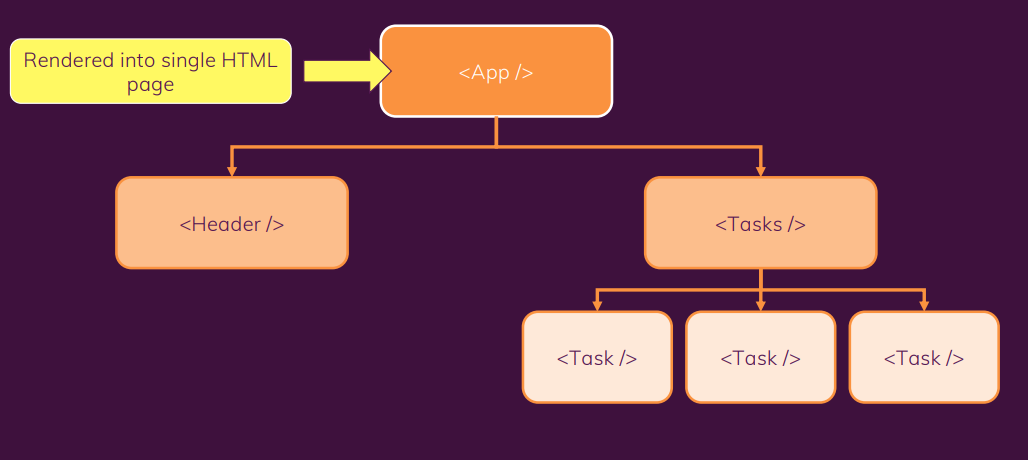 Rendered into single HTML
page
<App />
<Header />
<Tasks />
<Task />
<Task />
<Task />